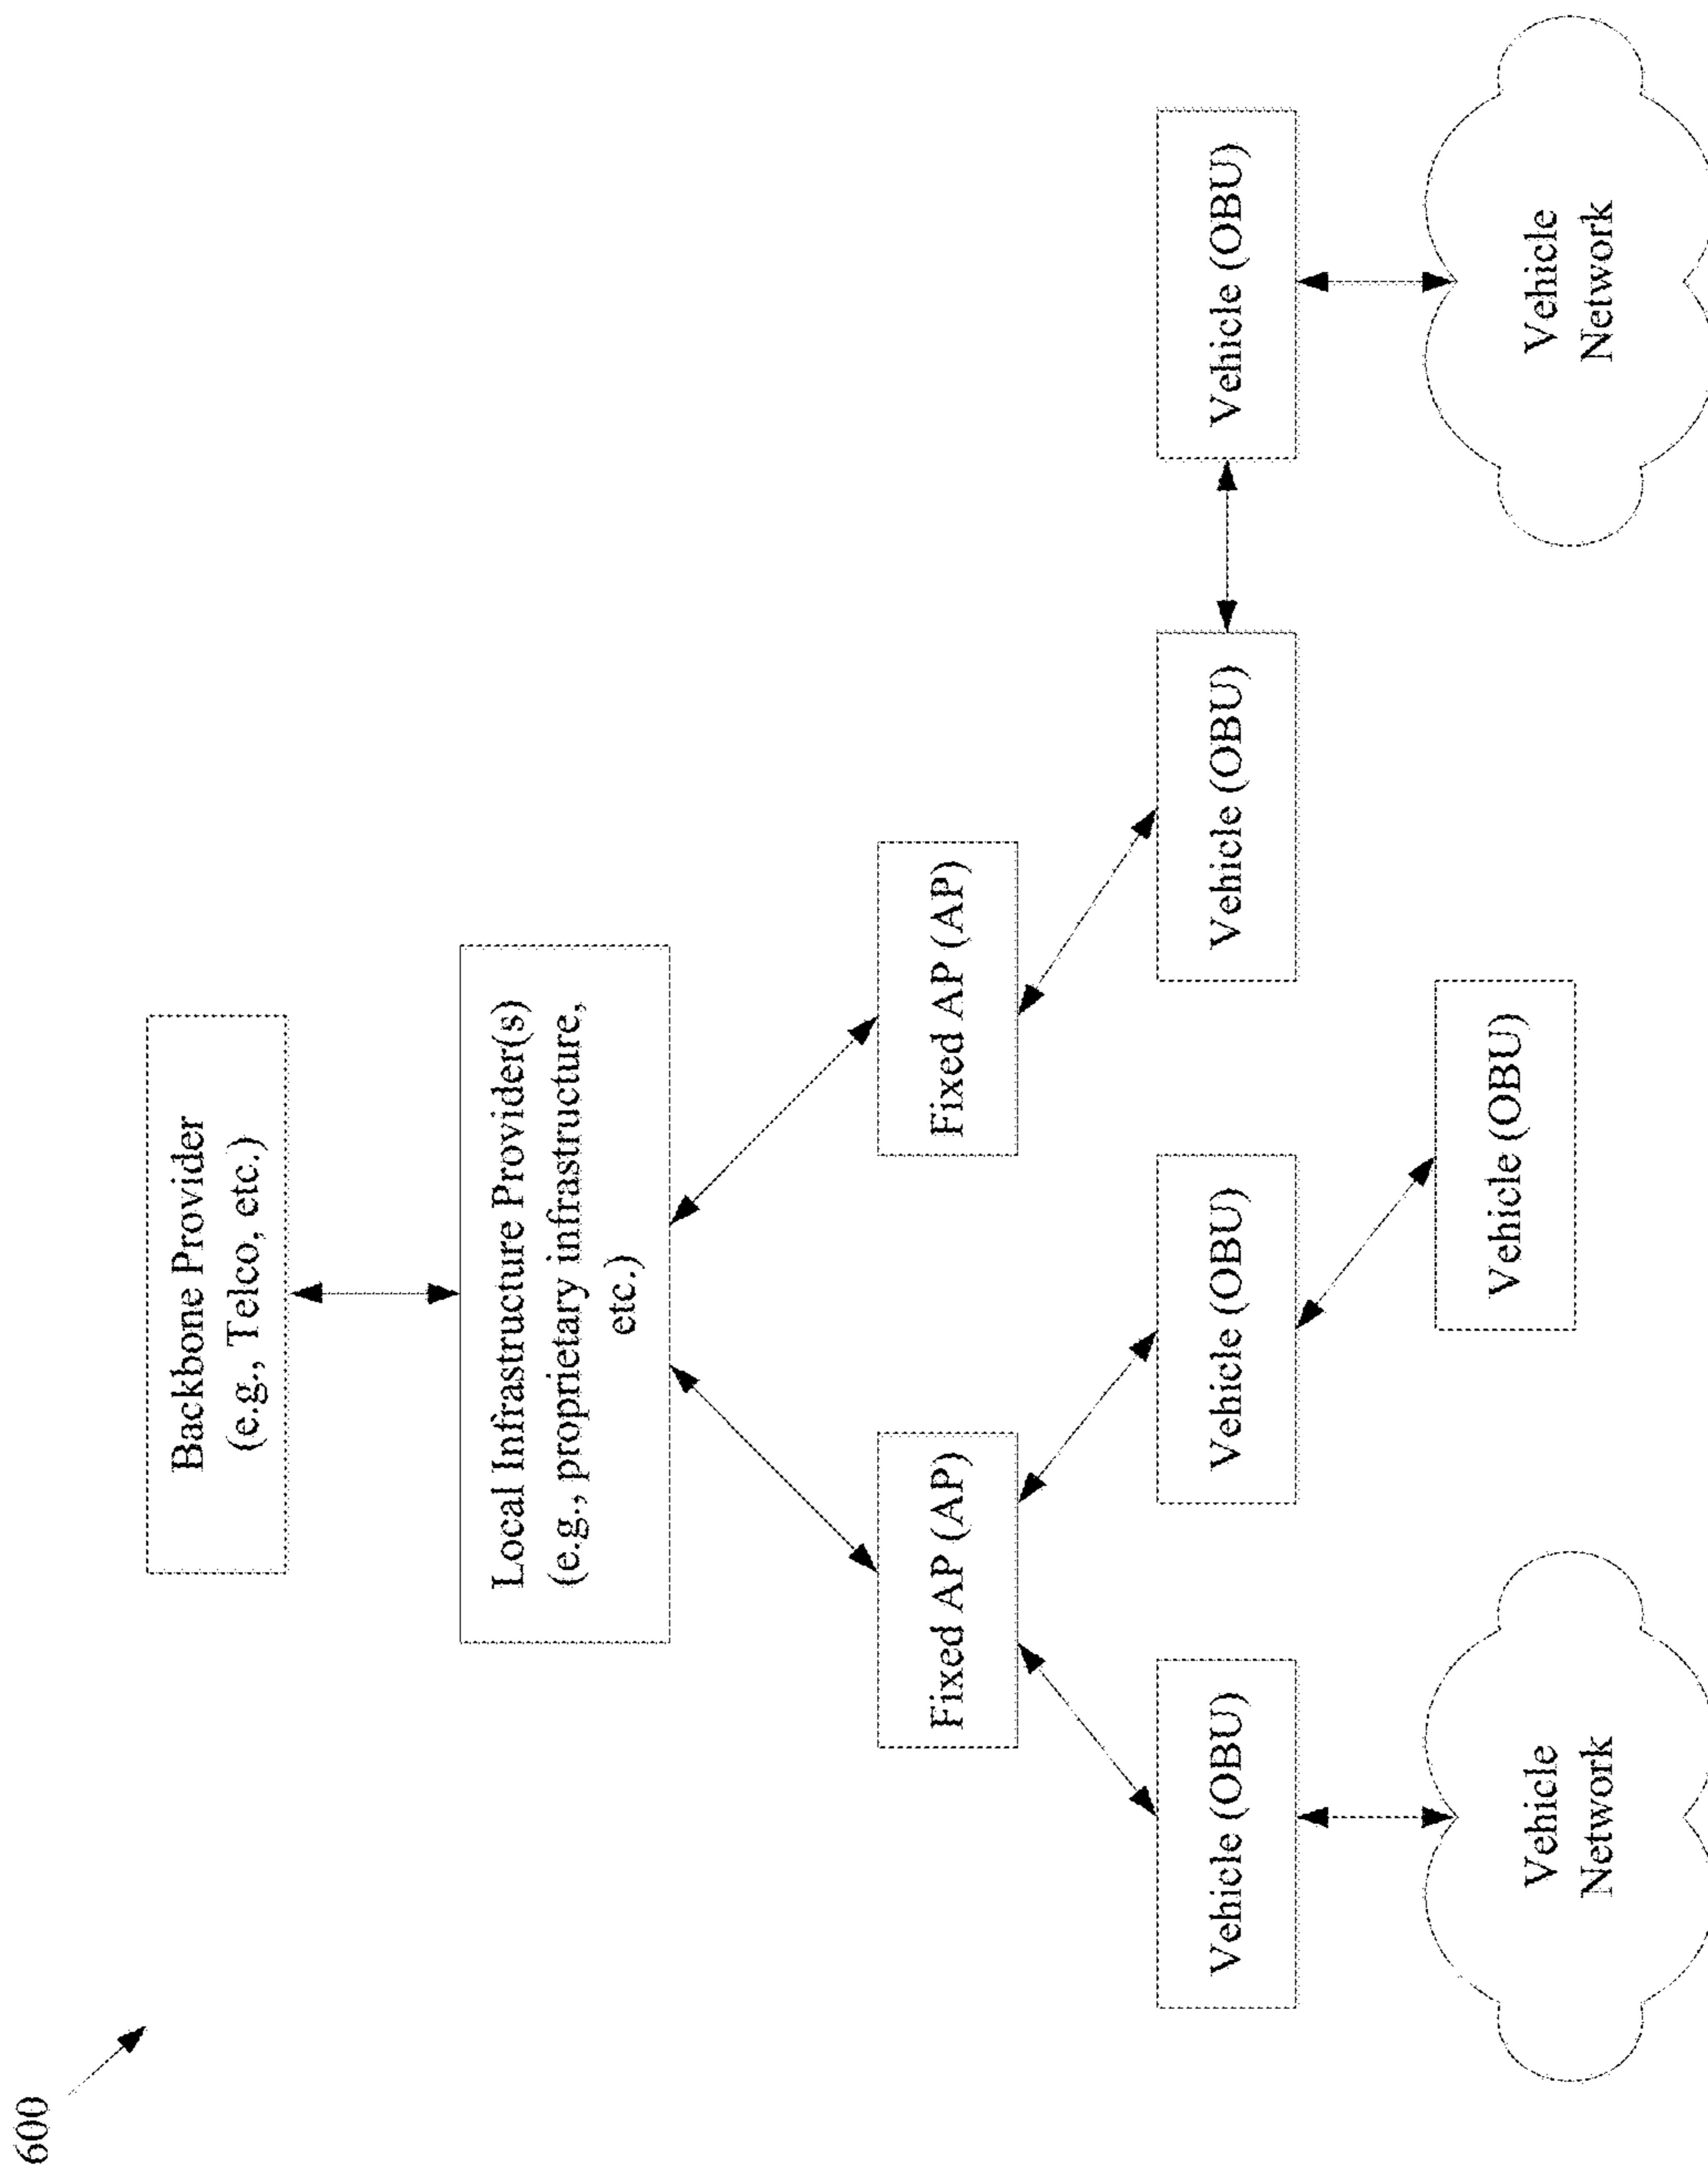 600
Backbone Provider
(e.g., Telco, etc.)
Local Infrastructure Provider(s)
(e.g., proprietary infrastructure,
etc.)
Fixed AP (AP)
Fixed AP (AP)
Vehicle (OBU)
Vehicle (OBU)
Vehicle (OBU)
Vehicle (OBU)
Vehicle (OBU)
Vehicle
Network
Vehicle
Network